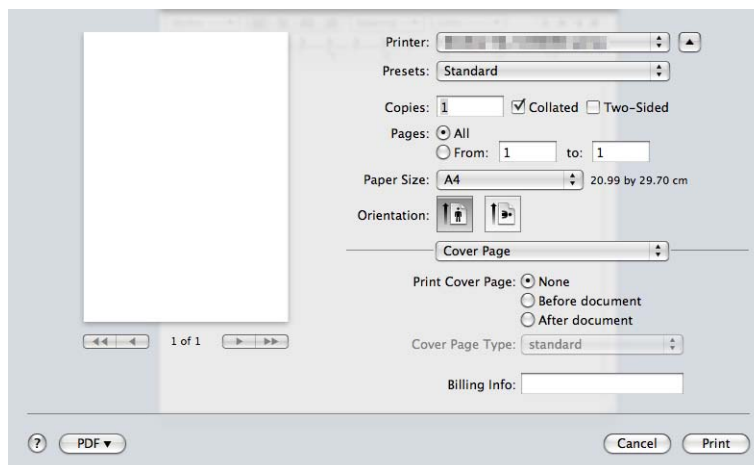 Printer:
Presets: Standard
Copies: 1 Collated Two-Sided
Pages: All
From: 1 to: 1
Paper Size: A4 20.99 by 29.70 cm
Orientation:
Cover Page
Print Cover Page: None
Before document
After document
1 of 1
Cover Page Type: standard
Billing Info:
? PDF Cancel Print